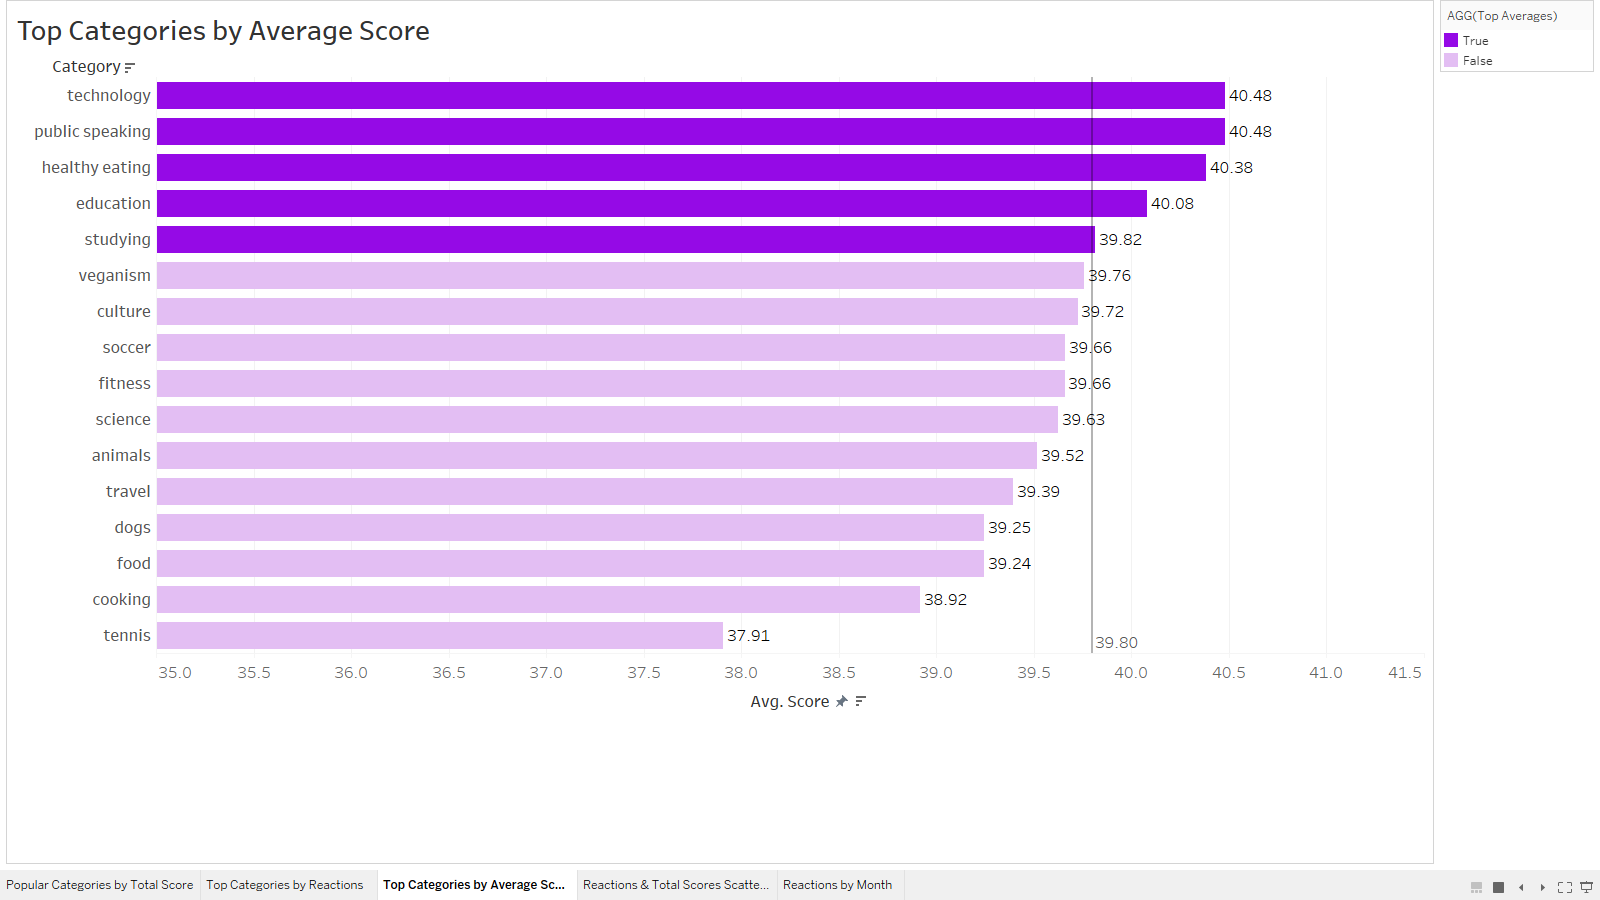 Top Categories by Average Score
AGG(Top Averages)
True
False
Category
technology 40.48
public speaking 40.48
healthy eating 40.38
education 40.08
studying 39.82
veganism 39.76
culture 39.72
soccer 39.66
fitness 39.66
science 39.63
animals 39.52
travel 39.39
dogs 39.25
food 39.24
cooking 38.92
tennis 37.91
39.80
35.0 35.5 36.0 36.5 37.0 37.5 38.0 38.5 39.0 39.5 40.0 40.5 41.0 41.5
Avg. Score
Popular Categories by Total Score Top Categories by Reactions Top Categories by Average Sc... Reactions & Total Scores Scatte... Reactions by Month